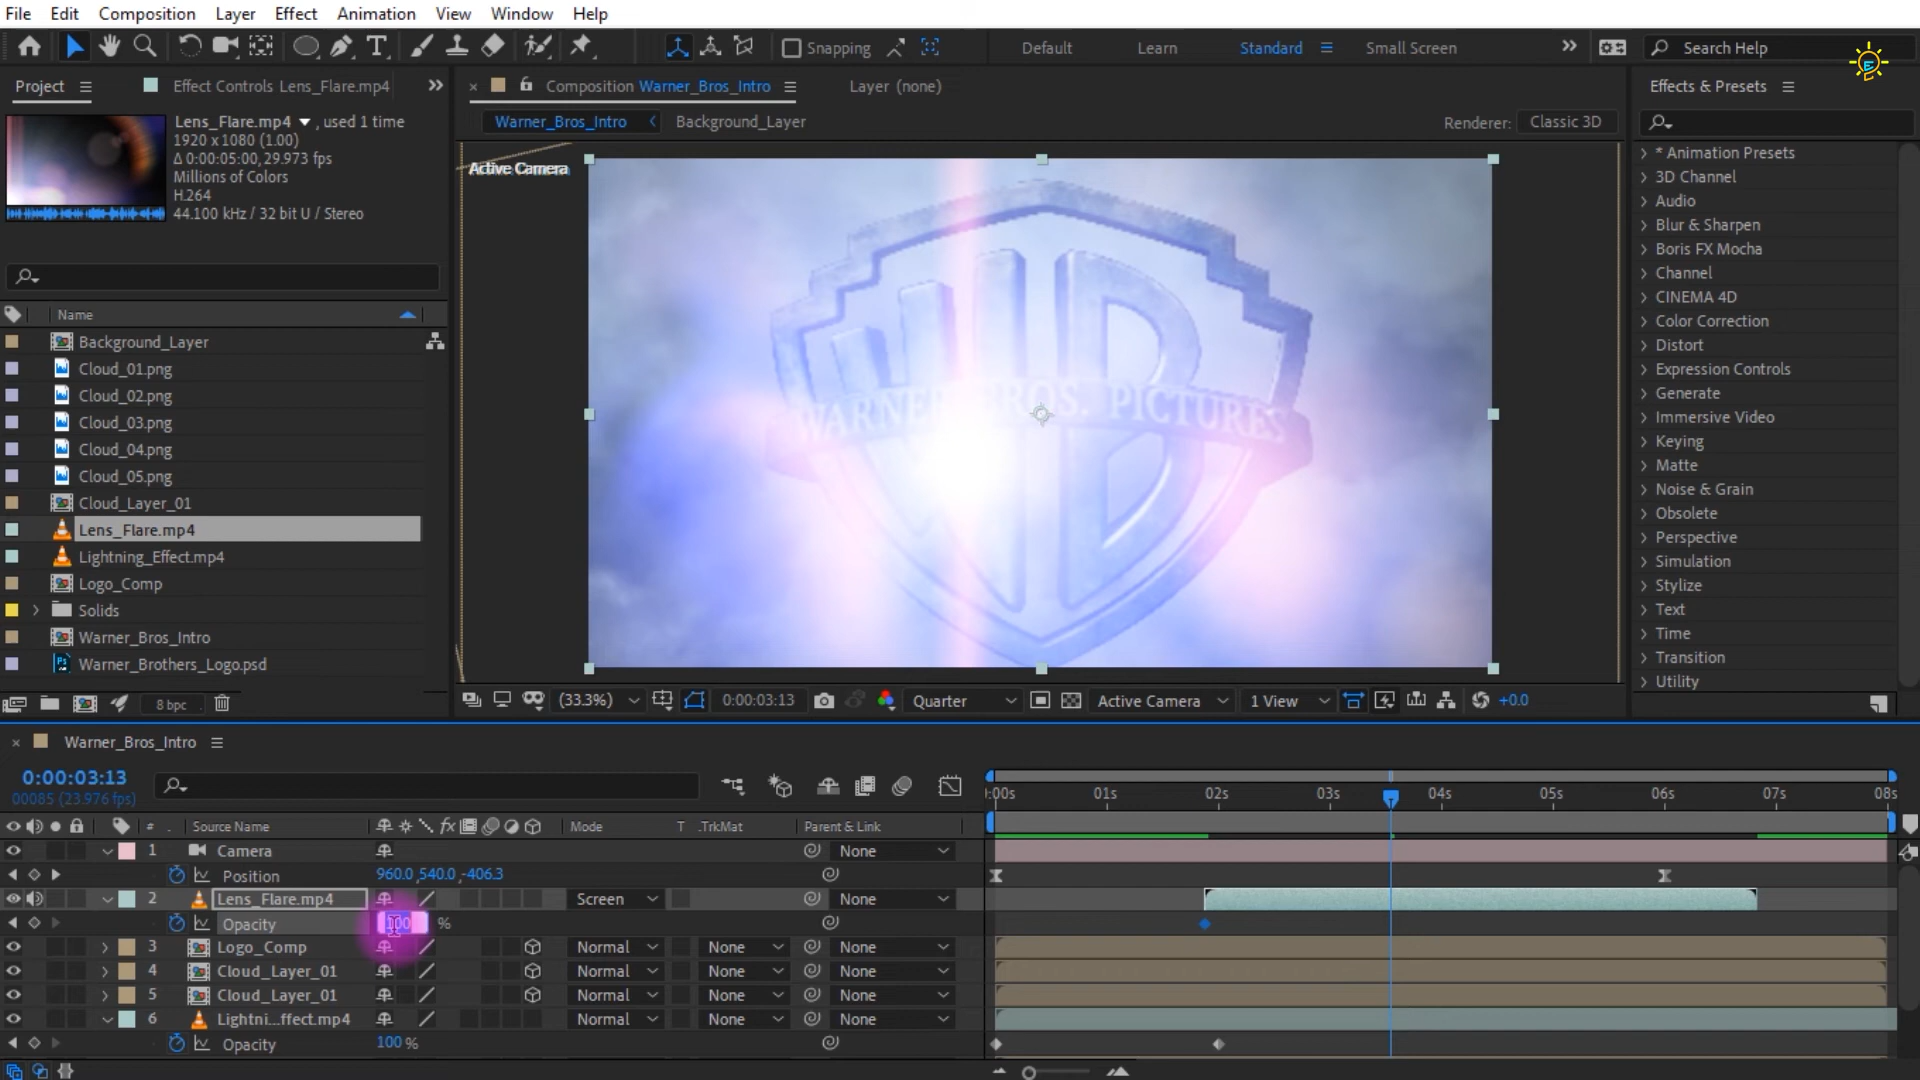 File Edit Composition Layer Effect Animation View Window Help
Snapping Default Learn Standard Small Screen Search Help
Project Effect Controls Lens_Flare.mp4 Composition Warner_Bros_Intro Layer (none) Effects & Presets
Warner_Bros_Intro Background_Layer Renderer: Classic 3D
Lens_Flare.mp4 , used 1 time
1920 x 1080 (1.00)
Δ 0:00:05:00, 29.973 fps
Millions of Colors
H.264
44.100 kHz / 32 bit U / Stereo
Active Camera
WARNER BROS. PICTURES
* Animation Presets
3D Channel
Audio
Blur & Sharpen
Boris FX Mocha
Channel
CINEMA 4D
Color Correction
Distort
Expression Controls
Generate
Immersive Video
Keying
Matte
Noise & Grain
Obsolete
Perspective
Simulation
Stylize
Text
Time
Transition
Utility
Name
Background_Layer
Cloud_01.png
Cloud_02.png
Cloud_03.png
Cloud_04.png
Cloud_05.png
Cloud_Layer_01
Lens_Flare.mp4
Lightning_Effect.mp4
Logo_Comp
Solids
Warner_Bros_Intro
Warner_Brothers_Logo.psd
8 bpc
(33.3%) 0:00:03:13 Quarter Active Camera 1 View +0.0
Warner_Bros_Intro
0:00:03:13
00085 (23.976 fps)
:00s 01s 02s 03s 04s 05s 06s 07s 08s
# . Source Name fx Mode T .TrkMat Parent & Link
1 Camera None
Position 960.0,540.0,-406.3
2 Lens_Flare.mp4 Screen None
Opacity 100 %
3 Logo_Comp Normal None None
4 Cloud_Layer_01 Normal None None
5 Cloud_Layer_01 Normal None None
6 Lightni...ffect.mp4 Normal None None
Opacity 100 %